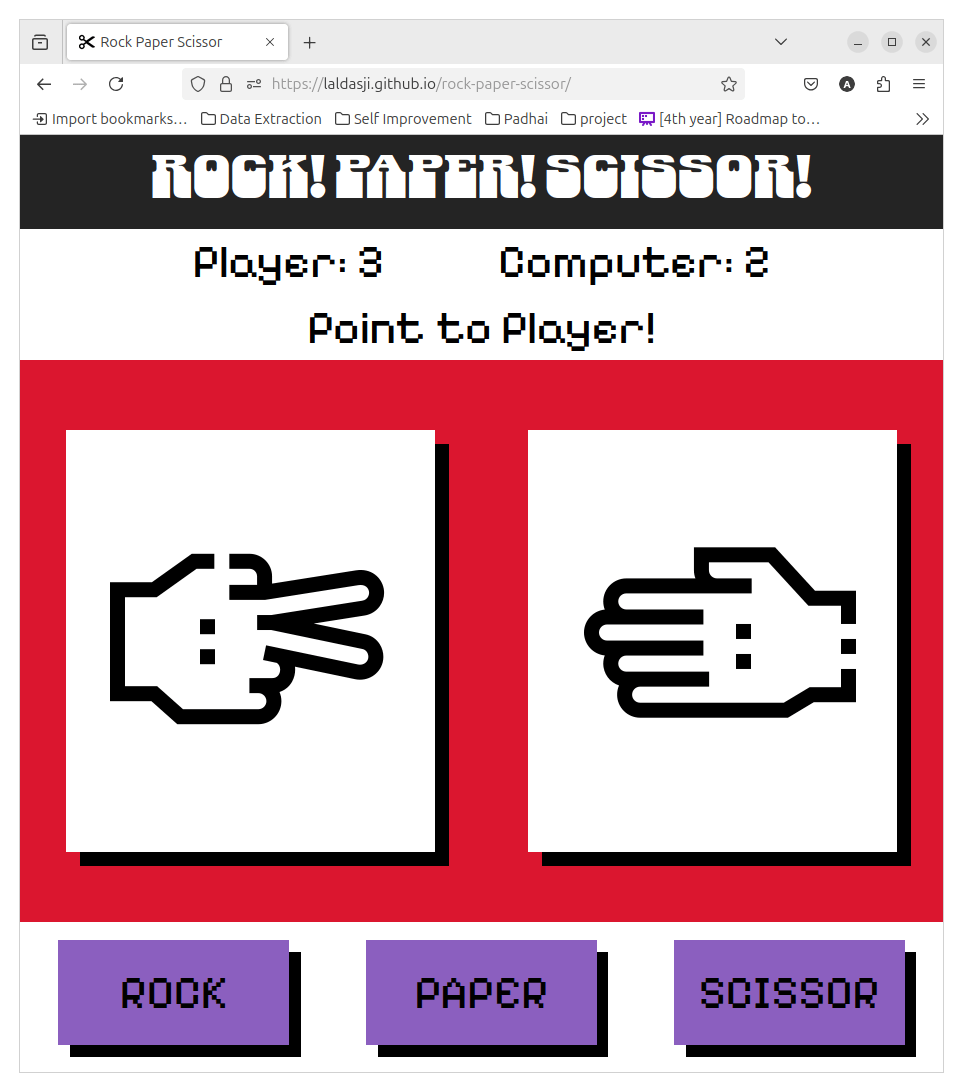 Rock Paper Scissor
https://laldasji.github.io/rock-paper-scissor/
A
Import bookmarks… Data Extraction Self Improvement Padhai project [4th year] Roadmap to…
ROCK! PAPER! SCISSOR!
Player: 3 Computer: 2
Point to Player!
ROCK PAPER SCISSOR